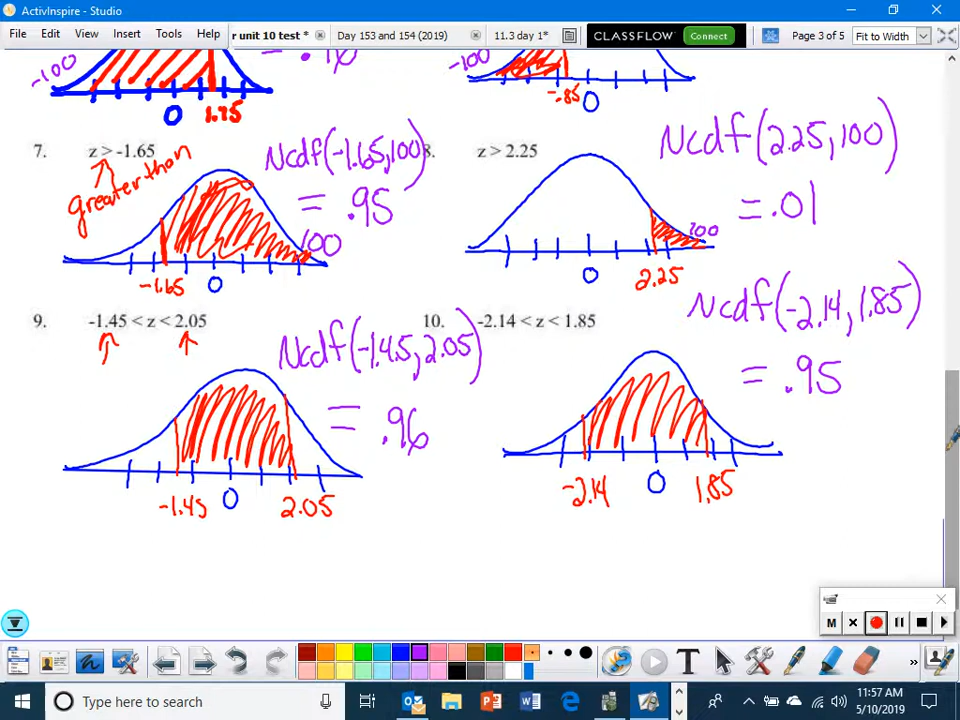 ActivInspire - Studio
File Edit View Insert Tools Help
r unit 10 test *
Day 153 and 154 (2019)
11.3 day 1*
CLASSFLOW Connect
Page 3 of 5
Fit to Width
-100
0
1.75
-100
-.85
0
7. z > -1.65
greater than
Ncdf(-1.65,100)
= .95
100
-1.65 0
8. z > 2.25
Ncdf(2.25,100)
= .01
100
0 2.25
9. -1.45 < z < 2.05
Ncdf(-1.45,2.05)
= .96
-1.45 0 2.05
10. -2.14 < z < 1.85
Ncdf(-2.14,1.85)
= .95
-2.14 0 1.85
M
T
Type here to search
11:57 AM
5/10/2019